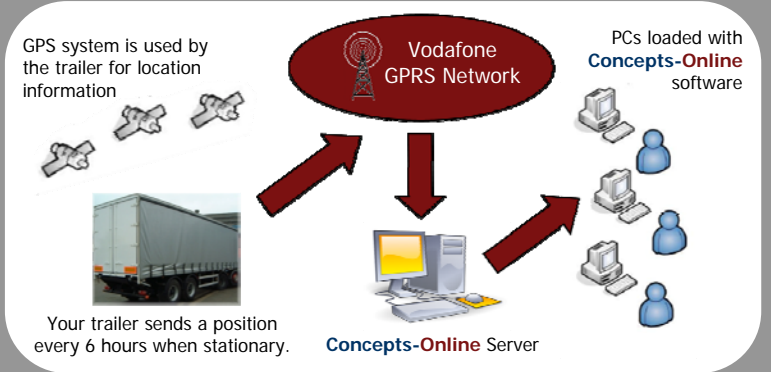 GPS system is used by
the trailer for location
information
Vodafone
GPRS Network
PCs loaded with
Concepts-Online
software
Your trailer sends a position
every 6 hours when stationary.
Concepts-Online Server